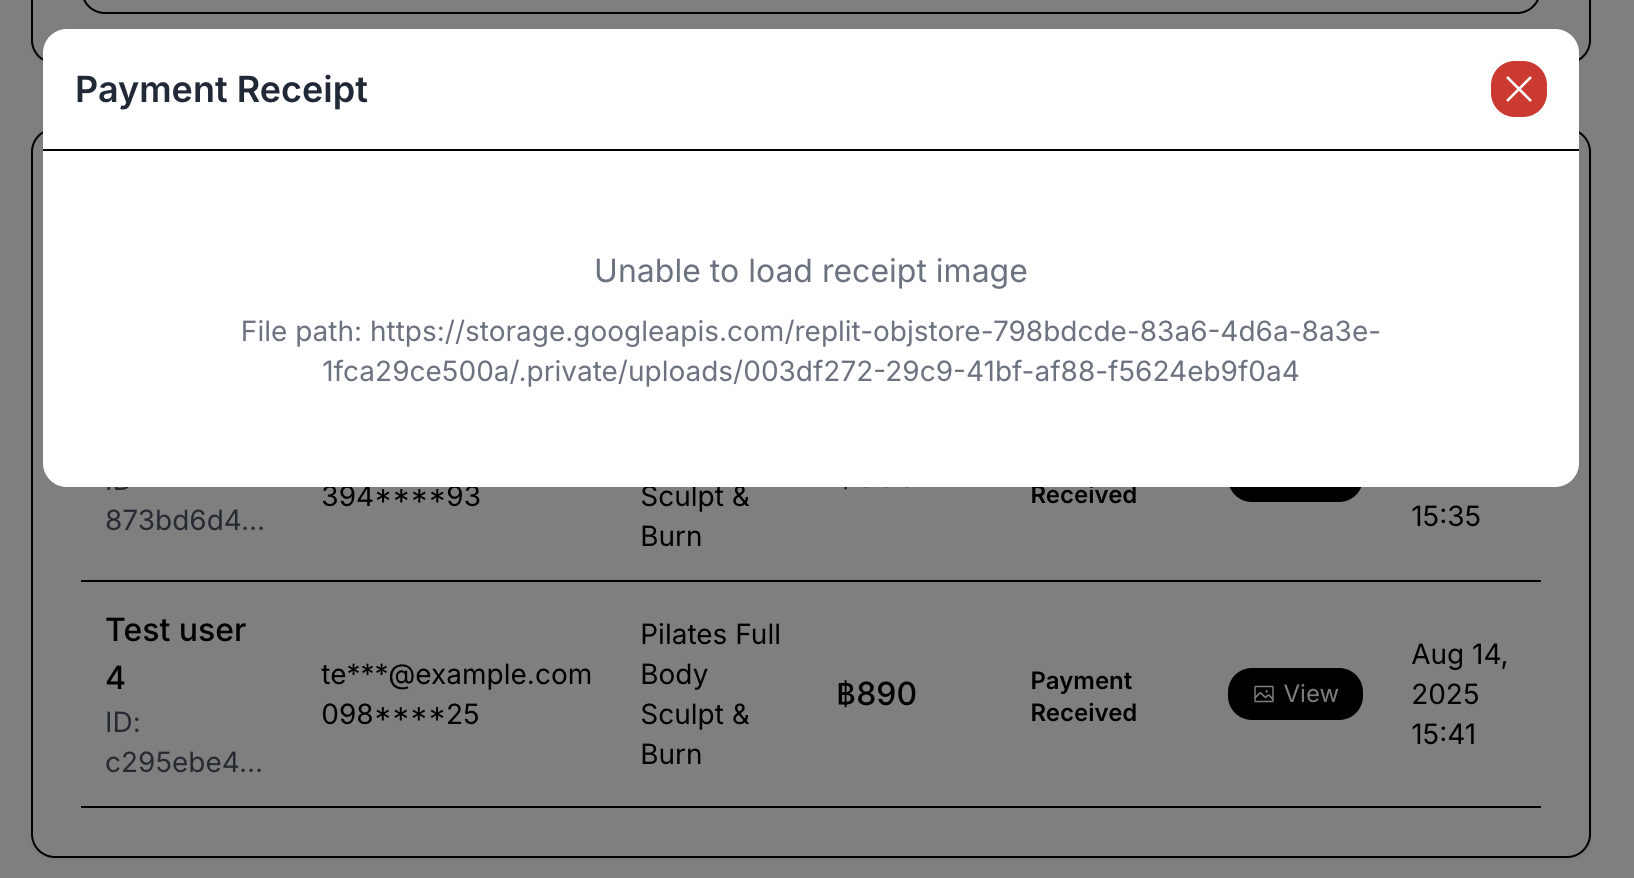 Payment Receipt
Unable to load receipt image
File path: https://storage.googleapis.com/replit-objstore-798bdcde-83a6-4d6a-8a3e-
1fca29ce500a/.private/uploads/003df272-29c9-41bf-af88-f5624eb9f0a4
873bd6d4...
394****93
Sculpt &
Burn
Received
15:35
Test user
4
ID:
c295ebe4...
te***@example.com
098****25
Pilates Full
Body
Sculpt &
Burn
฿890
Payment
Received
View
Aug 14,
2025
15:41